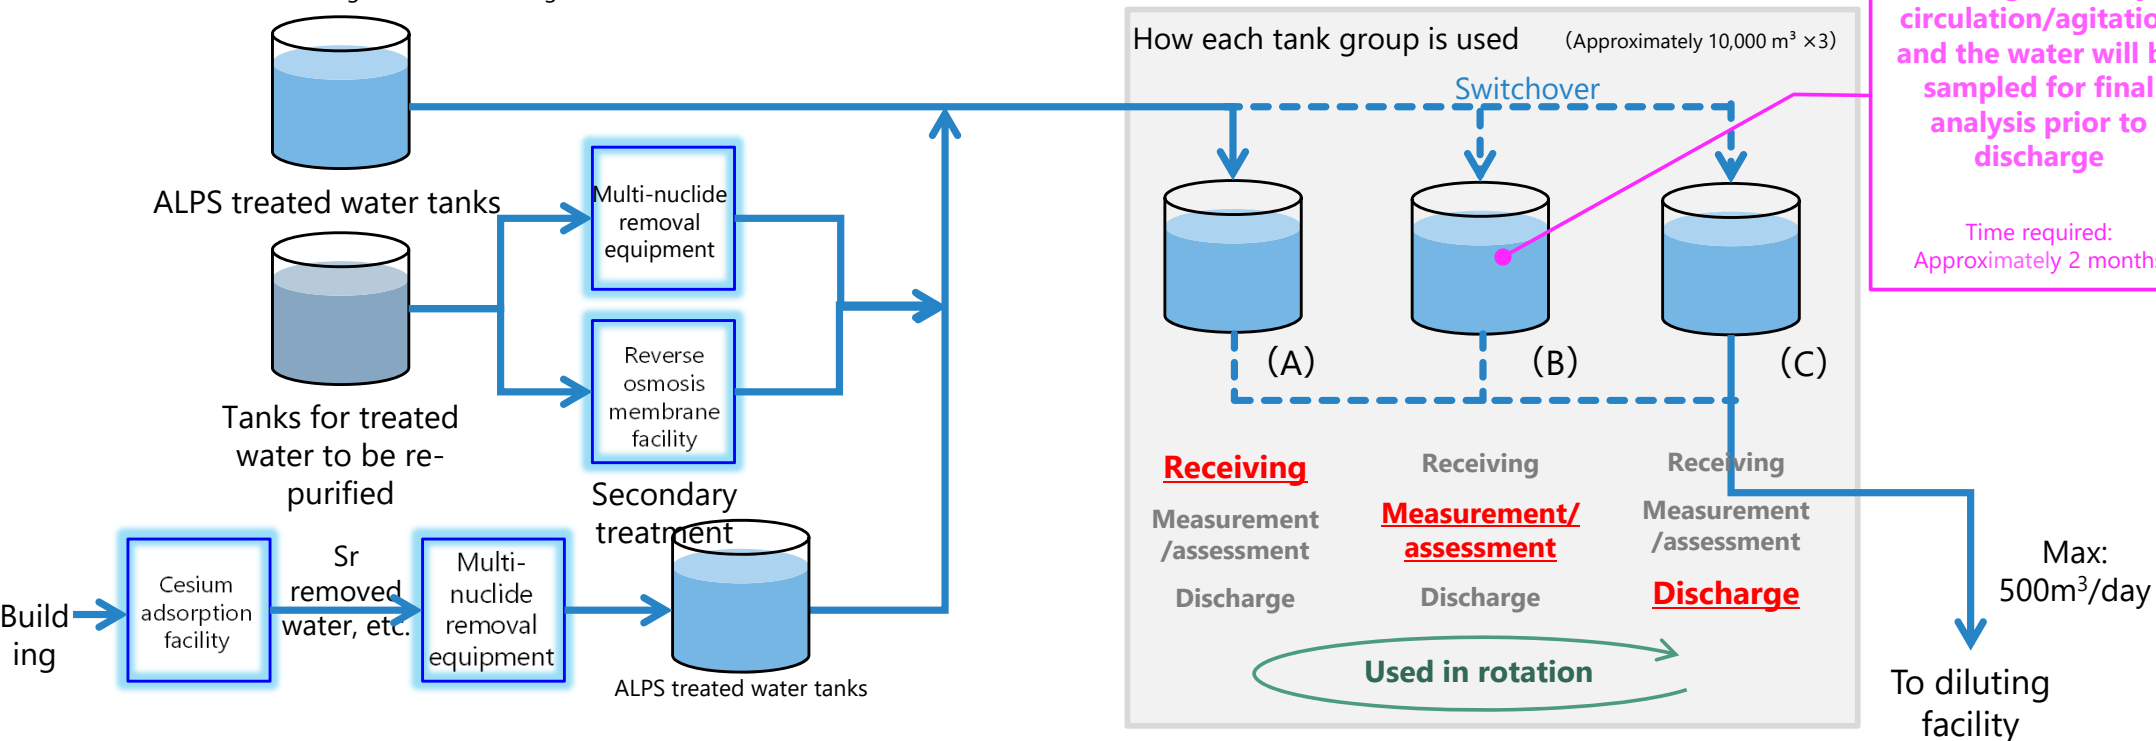 ALPS treated water tanks
Multi-nuclide
removal
equipment
Reverse
osmosis
membrane
facility
Tanks for treated
water to be re-
purified
Secondary
treatment
Build
ing
Cesium
adsorption
facility
Sr
removed
water, etc.
Multi-
nuclide
removal
equipment
ALPS treated water tanks
How each tank group is used (Approximately 10,000 m³ ×3)
Switchover
(A)
(B)
(C)
Receiving
Measurement
/assessment
Discharge
Receiving
Measurement/
assessment
Discharge
Receiving
Measurement
/assessment
Discharge
Used in rotation
circulation/agitatio
and the water will b
sampled for final
analysis prior to
discharge
Time required:
Approximately 2 months
Max:
500m³/day
To diluting
facility